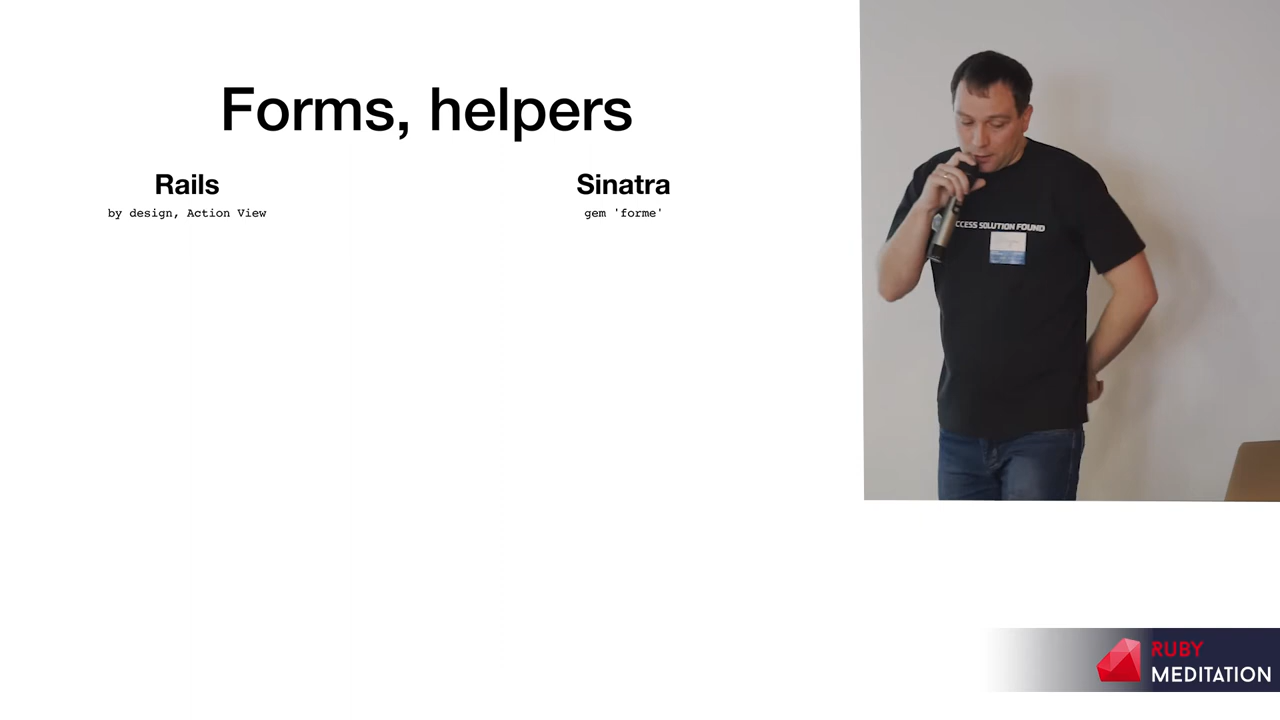 Forms, helpers
Rails
by design, Action View
Sinatra
gem 'forme'
CCESS SOLUTION FOUND
RUBY
MEDITATION